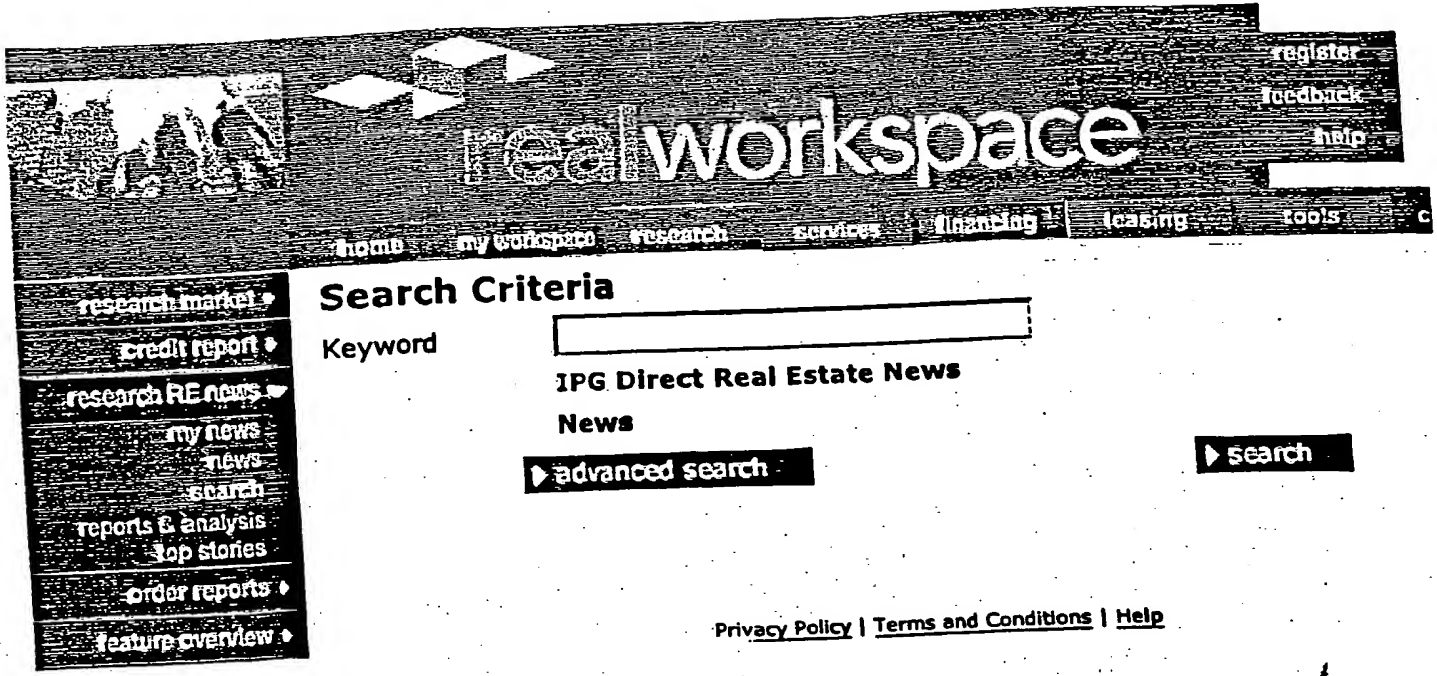 register
feedback
help
realworkspace
home my workspace research services financing leasing tools c
research market
credit report
research RE news
my news
news
search
reports & analysis
top stories
order reports
feature overview
Search Criteria
Keyword
IPG Direct Real Estate News
News
advanced search
search
Privacy Policy | Terms and Conditions | Help